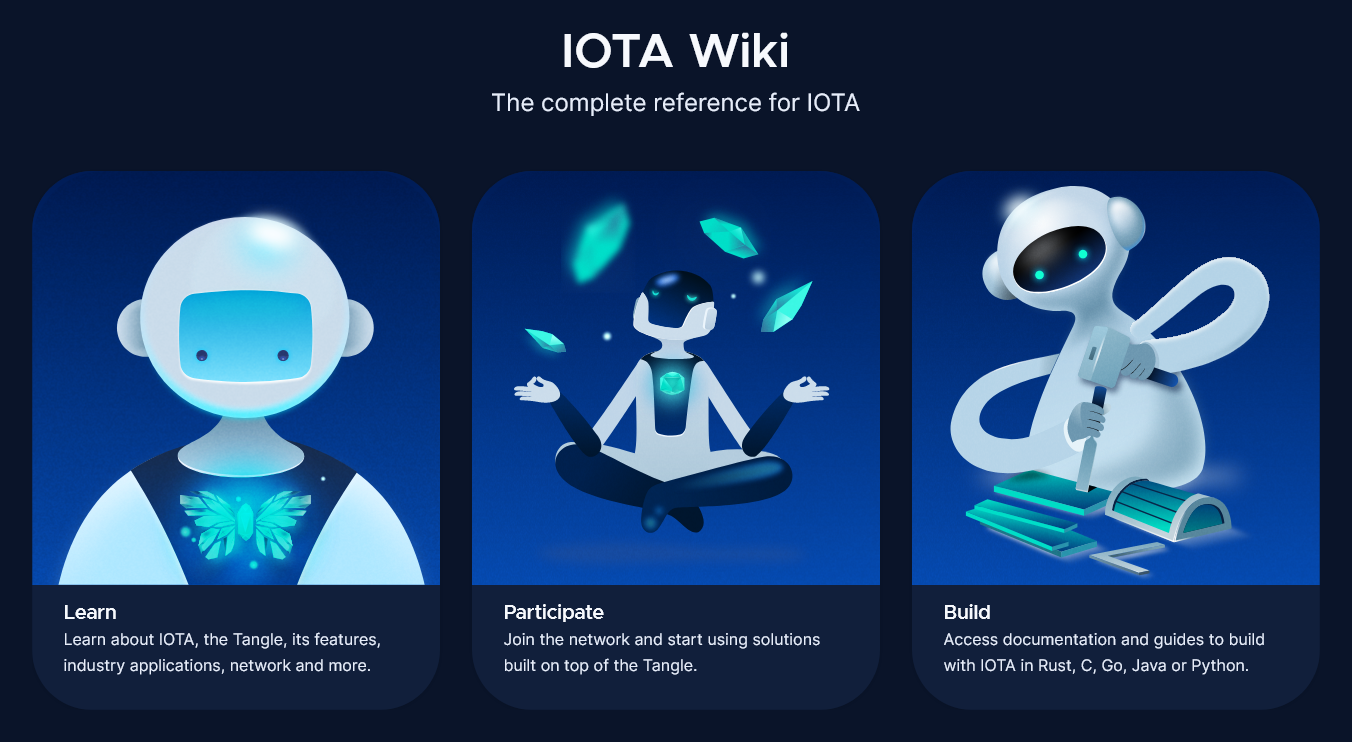 IOTA Wiki
The complete reference for IOTA
Learn
Learn about IOTA, the Tangle, its features,
industry applications, network and more.
Participate
Join the network and start using solutions
built on top of the Tangle.
Build
Access documentation and guides to build
with IOTA in Rust, C, Go, Java or Python.